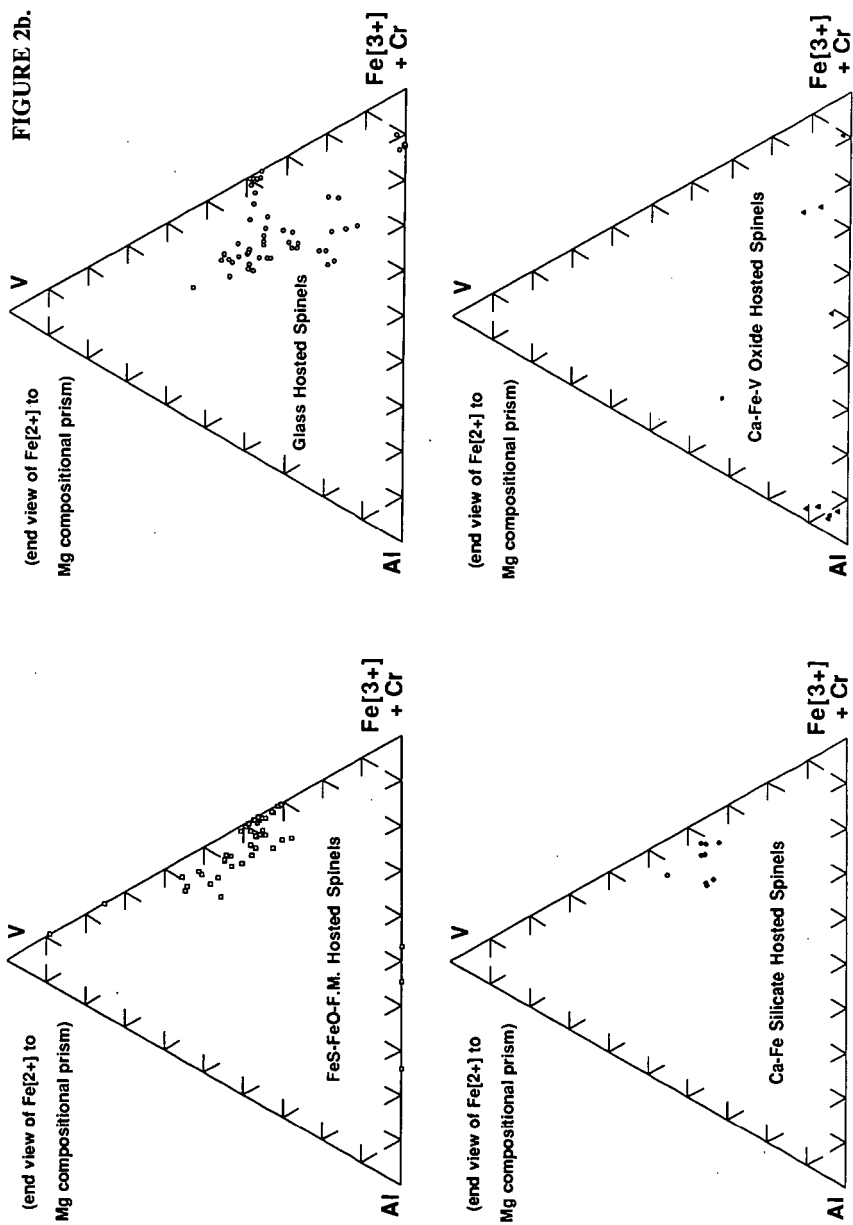 FIGURE 2b.
(end view of Fe[2+] to
Mg compositional prism)
V
FeS-FeO-F.M. Hosted Spinels
Al
Fe[3+]
+ Cr
(end view of Fe[2+] to
Mg compositional prism)
V
Glass Hosted Spinels
Al
Fe[3+]
+ Cr
(end view of Fe[2+] to
Mg compositional prism)
V
Ca-Fe Silicate Hosted Spinels
Al
Fe[3+]
+ Cr
(end view of Fe[2+] to
Mg compositional prism)
V
Ca-Fe-V Oxide Hosted Spinels
Al
Fe[3+]
+ Cr